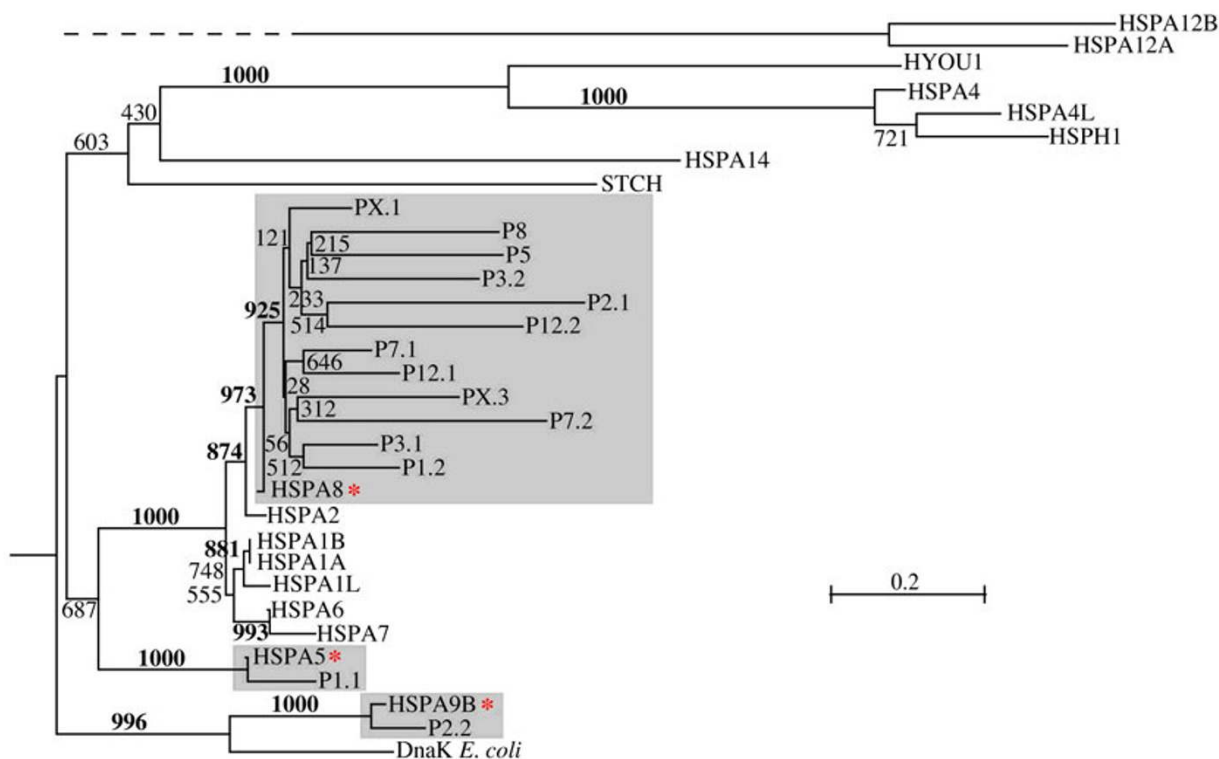 HSPA12B
HSPA12A
HYOU1
1000
HSPA4
1000
430
HSPA4L
721
HSPH1
603
HSPA14
STCH
PX.1
121
P8
215
P5
137
P3.2
233
P2.1
925
514
P12.2
P7.1
646
P12.1
28
973
PX.3
312
P7.2
56
P3.1
874
512
P1.2
HSPA8 *
1000
HSPA2
881
HSPA1B
HSPA1A
748
HSPA1L
0.2
555
687
HSPA6
993
HSPA7
1000
HSPA5 *
P1.1
1000
HSPA9B *
996
P2.2
DnaK E. coli